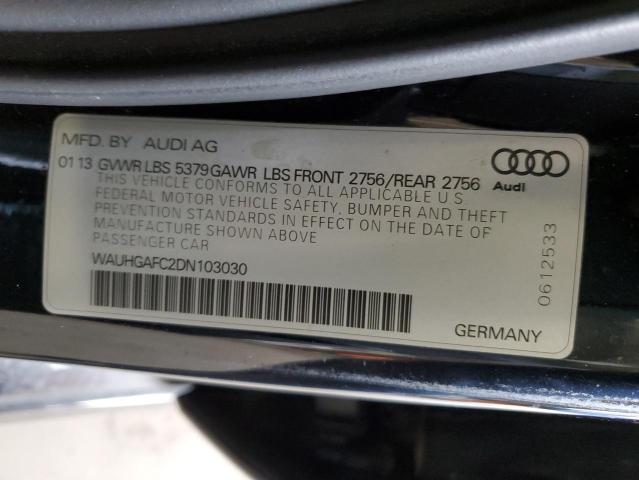 MFD. BY AUDI AG
01 13 GVWR LBS 5379 GAWR LBS FRONT 2756/REAR 2756
THIS VEHICLE CONFORMS TO ALL APPLICABLE U S
FEDERAL MOTOR VEHICLE SAFETY, BUMPER AND THEFT
PREVENTION STANDARDS IN EFFECT ON THE DATE OF
MANUFACTURE SHOWN ABOVE
PASSENGER CAR
WAUHGAFC2DN103030
Audi
0612533
GERMANY